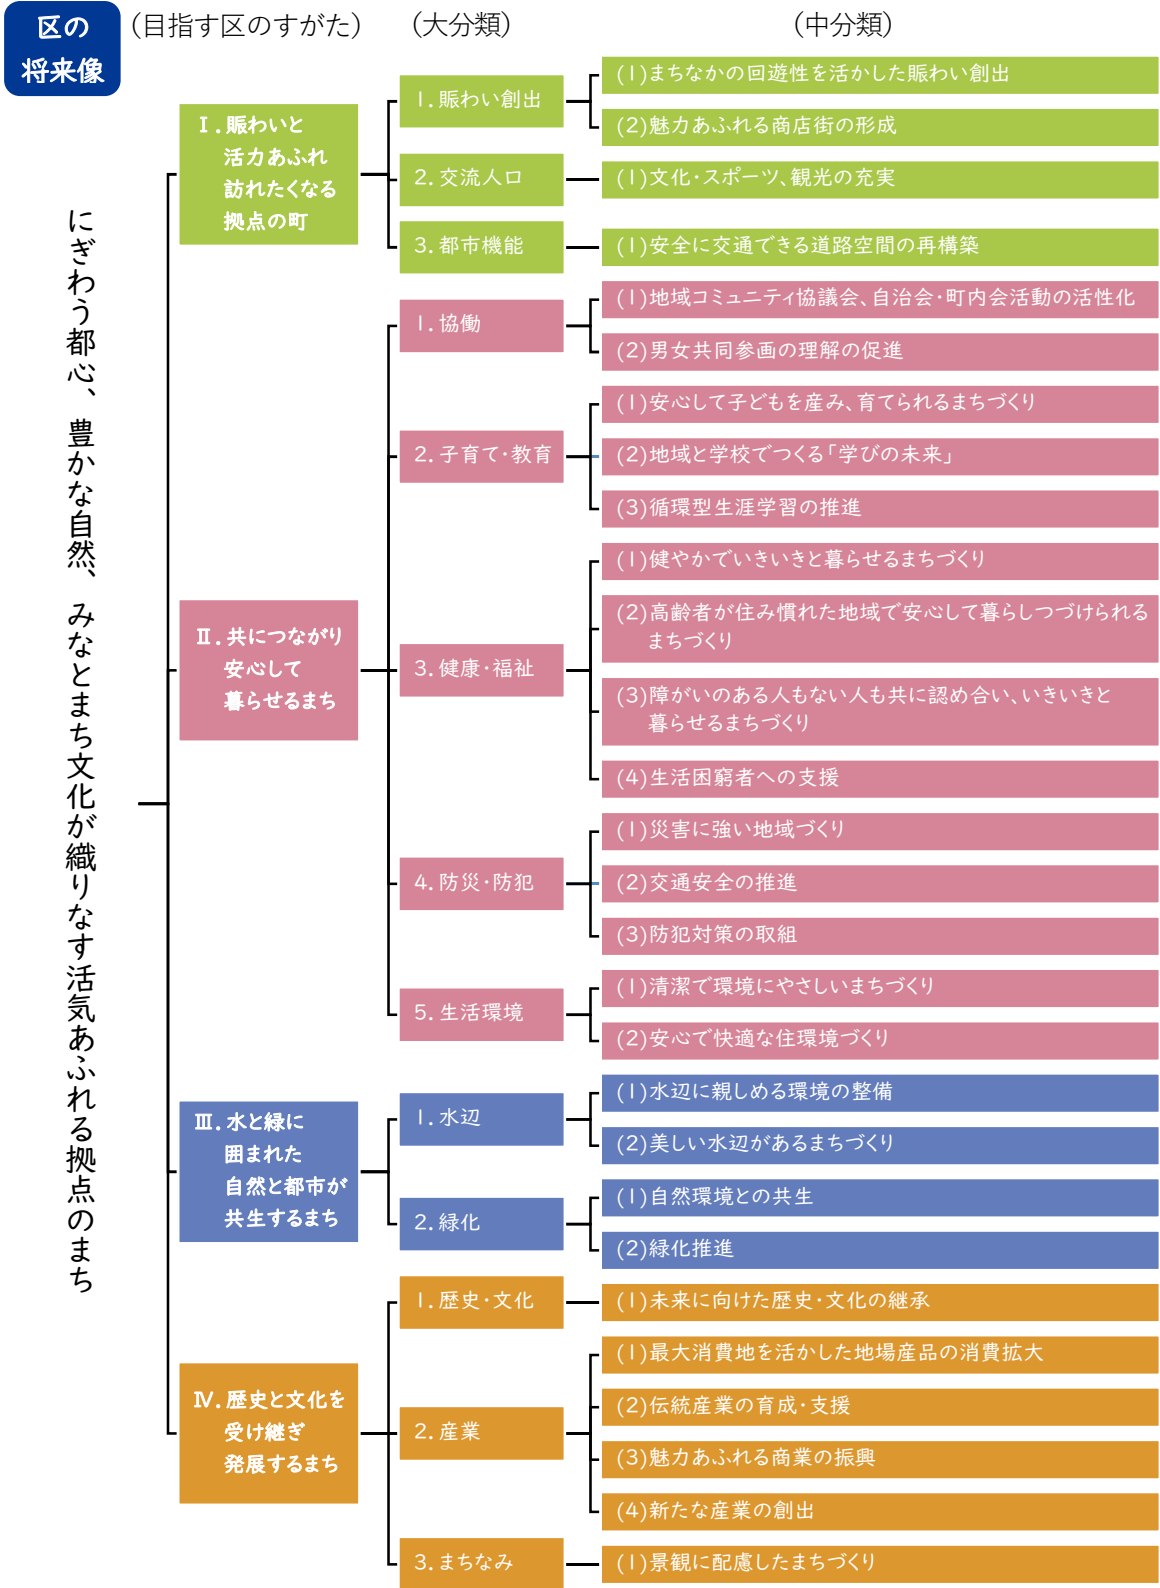 区の
将来像
(目指す区のすがた)
(大分類)
(中分類)
にぎわう都心、豊かな自然、みなとまち文化が織りなす活気あふれる拠点のまち
Ⅰ.賑わいと
活力あふれ
訪れたくなる
拠点の町
1.賑わい創出
(1)まちなかの回遊性を活かした賑わい創出
(2)魅力あふれる商店街の形成
2.交流人口
(1)文化・スポーツ、観光の充実
3.都市機能
(1)安全に交通できる道路空間の再構築
Ⅱ.共につながり
安心して
暮らせるまち
1.協働
(1)地域コミュニティ協議会、自治会・町内会活動の活性化
(2)男女共同参画の理解の促進
2.子育て・教育
(1)安心して子どもを産み、育てられるまちづくり
(2)地域と学校でつくる「学びの未来」
(3)循環型生涯学習の推進
3.健康・福祉
(1)健やかでいきいきと暮らせるまちづくり
(2)高齢者が住み慣れた地域で安心して暮らしつづけられる
まちづくり
(3)障がいのある人もない人も共に認め合い、いきいきと
暮らせるまちづくり
(4)生活困窮者への支援
4.防災・防犯
(1)災害に強い地域づくり
(2)交通安全の推進
(3)防犯対策の取組
5.生活環境
(1)清潔で環境にやさしいまちづくり
(2)安心で快適な住環境づくり
Ⅲ.水と緑に
囲まれた
自然と都市が
共生するまち
1.水辺
(1)水辺に親しめる環境の整備
(2)美しい水辺があるまちづくり
2.緑化
(1)自然環境との共生
(2)緑化推進
Ⅳ.歴史と文化を
受け継ぎ
発展するまち
1.歴史・文化
(1)未来に向けた歴史・文化の継承
2.産業
(1)最大消費地を活かした地場産品の消費拡大
(2)伝統産業の育成・支援
(3)魅力あふれる商業の振興
(4)新たな産業の創出
3.まちなみ
(1)景観に配慮したまちづくり